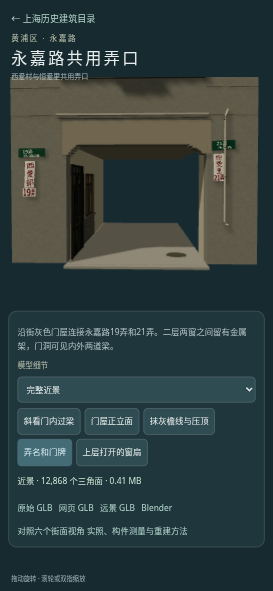 ← 上海历史建筑目录
黄浦区 · 永嘉路
永嘉路共用弄口
西爱村与恒爱里共用弄口
沿街灰色门屋连接永嘉路19弄和21弄。二层两窗之间留有金属
架，门洞可见内外两道梁。
模型细节
完整近景
斜看门内过梁
门屋正立面
抹灰檐线与压顶
弄名和门牌
上层打开的窗扇
近景 · 12,868 个三角面 · 0.41 MB
原始 GLB 网页 GLB 远景 GLB Blender
对照六个街面视角 实照、构件测量与重建方法
拖动旋转 · 滚轮或双指缩放